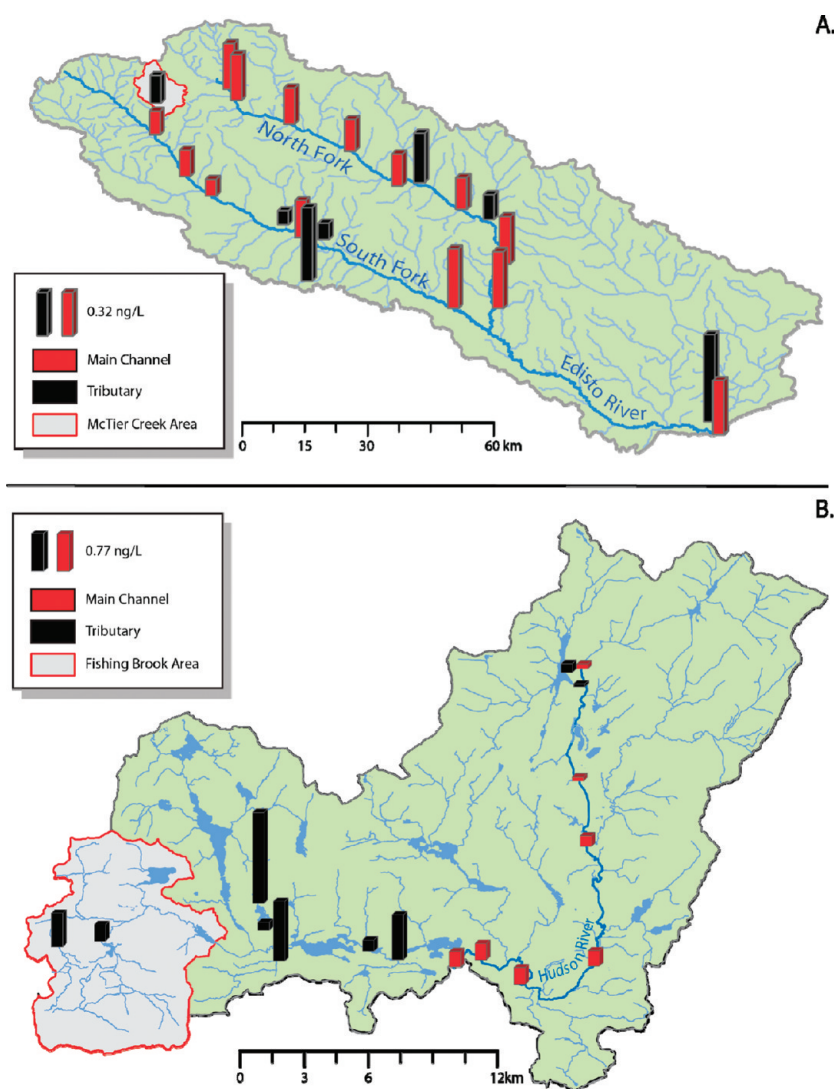 A.
North Fork
South Fork
Edisto River
0.32 ng/L
Main Channel
Tributary
McTier Creek Area
0 15 30 60 km
B.
0.77 ng/L
Main Channel
Tributary
Fishing Brook Area
Hudson River
0 3 6 12km